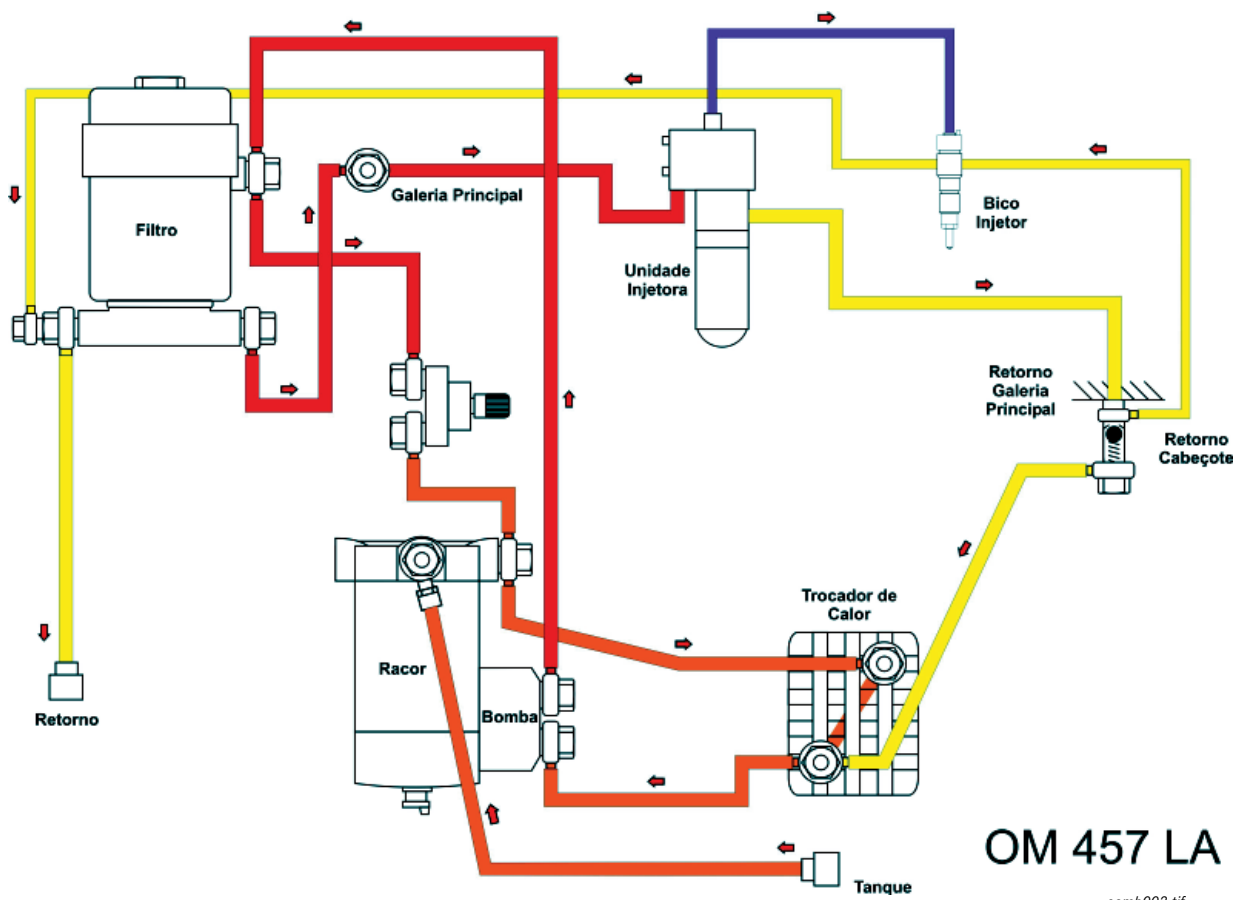 Filtro
Galeria Principal
Bico
Injetor
Unidade
Injetora
Retorno
Galeria
Principal
Retorno
Cabeçote
Trocador de
Calor
Racor
Bomba
Retorno
Tanque
OM 457 LA